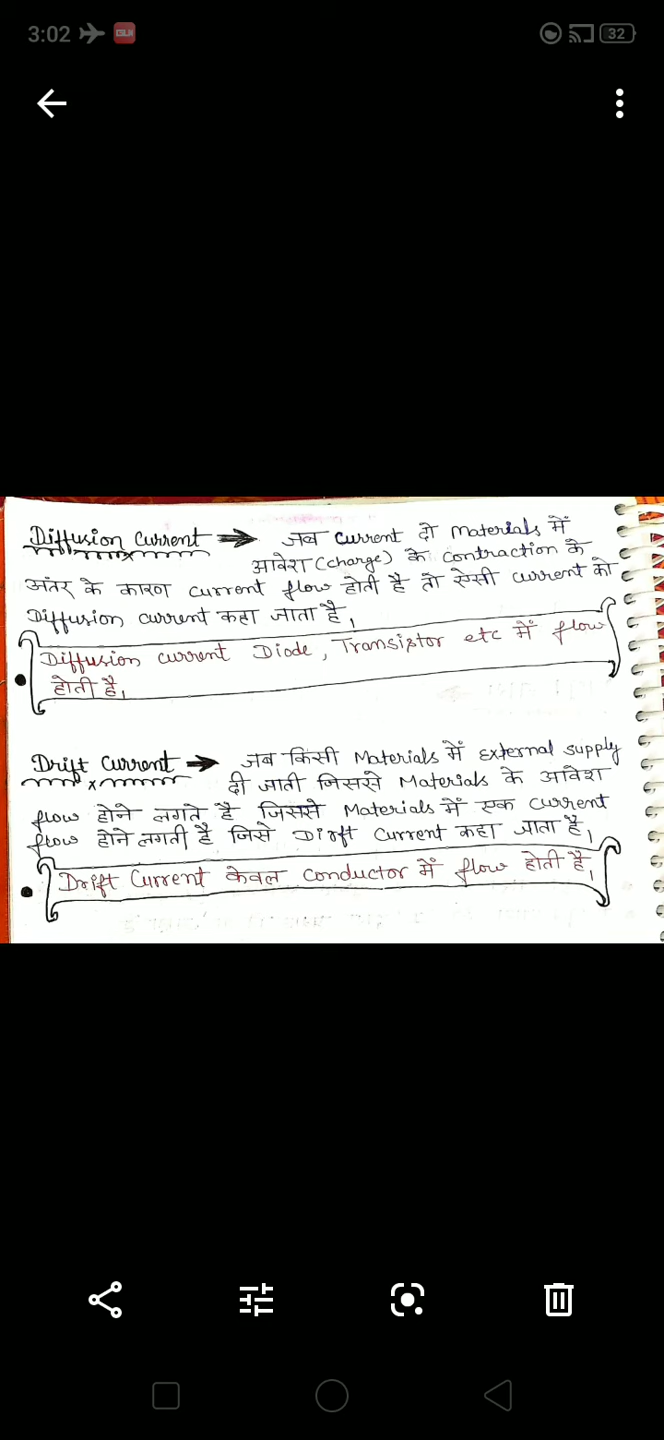 3:02
32
Diffusion Current → जब Current दो Materials में
आवेश (charge) के contraction के
अंतर के कारण current flow होती है तो ऐसी current को
Diffusion current कहा जाता है,
Diffusion current Diode, Transistor etc में flow
होती है,
Drift Current → जब किसी Materials में External supply
दी जाती जिससे Materials के आवेश
flow होने लगते है जिससे Materials में एक current
flow होने लगती है जिसे Dirft Current कहा जाता है,
Drift Current केवल conductor में flow होती है,